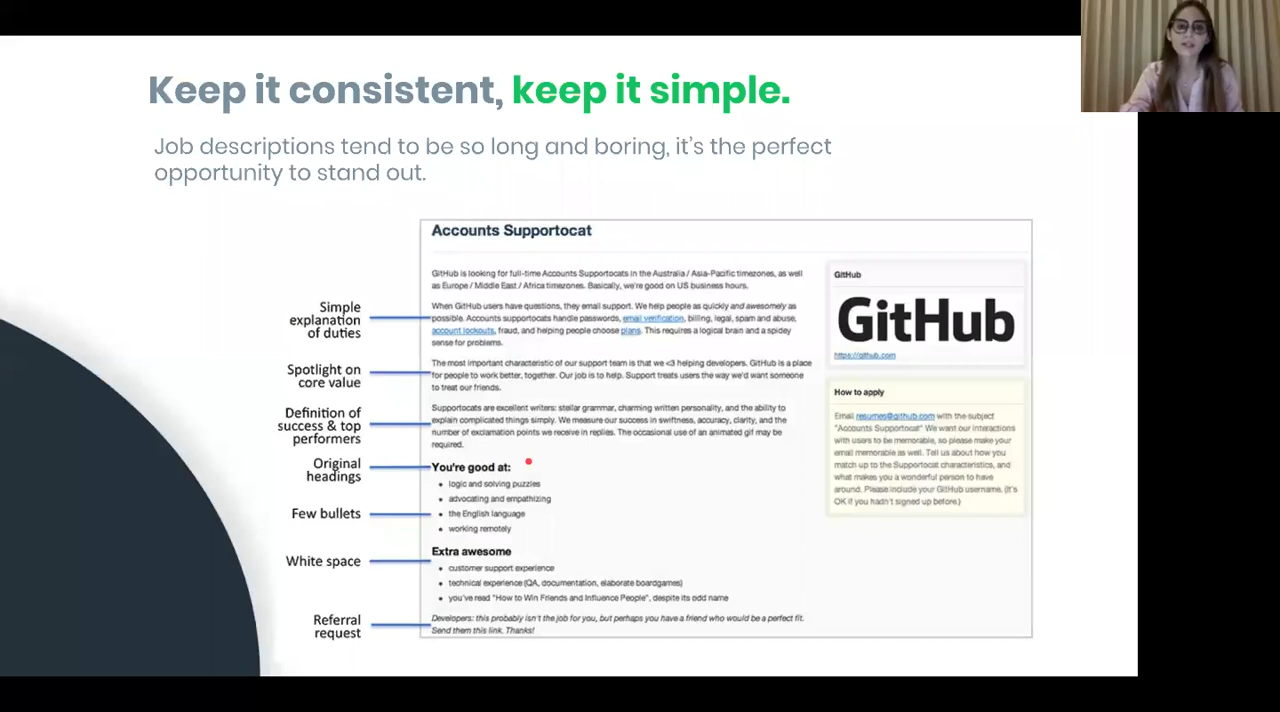 Keep it consistent, keep it simple.
Job descriptions tend to be so long and boring, it's the perfect
opportunity to stand out.
Simple
explanation
of duties
Spotlight on
core value
Definition of
success & top
performers
Original
headings
Few bullets
White space
Referral
request
Accounts Supportocat
GitHub is looking for full-time Accounts Supportocats in the Australia / Asia-Pacific timezones, as well
as Europe / Middle East / Africa timezones. Basically, we're good on US business hours.
When GitHub users have questions, they email support. We help people as quickly and awesomely as
possible. Accounts supportocats handle passwords, email verification, billing, legal, spam and abuse,
account lockouts, fraud, and helping people choose plans. This requires a logical brain and a spidey
sense for problems.
The most important characteristic of our support team is that we <3 helping developers. GitHub is a place
for people to work better, together. Our job is to help. Support treats users the way we'd want someone
to treat our friends.
Supportocats are excellent writers: stellar grammar, charming written personality, and the ability to
explain complicated things simply. We measure our success in swiftness, accuracy, clarity, and the
number of exclamation points we receive in replies. The occasional use of an animated gif may be
required.
You're good at:
• logic and solving puzzles
• advocating and empathizing
• the English language
• working remotely
Extra awesome
• customer support experience
• technical experience (QA, documentation, elaborate boardgames)
• you've read "How to Win Friends and Influence People", despite its odd name
Developers: this probably isn't the job for you, but perhaps you have a friend who would be a perfect fit.
Send them this link. Thanks!
GitHub
GitHub
https://github.com
How to apply
Email resumes@github.com with the subject
"Accounts Supportocat" We want our interactions
with users to be memorable, so please make your
email memorable as well. Tell us about how you
match up to the Supportocat characteristics, and
what makes you a wonderful person to have
around. Please include your GitHub username. (It's
OK if you hadn't signed up before.)